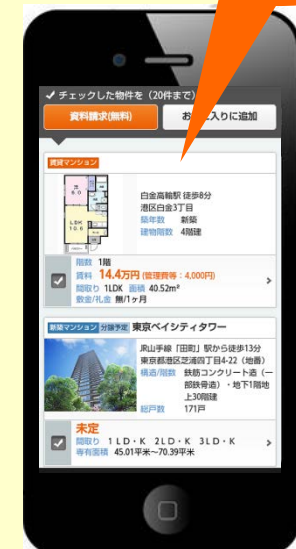 ✓ チェックした物件を（20件まで）
資料請求(無料)
お 入りに追加
賃貸マンション
洋
6.0
LDK
10.6
白金高輪駅 徒歩8分
港区白金3丁目
築年数 新築
建物階数 4階建
階数 1階
賃料 14.4万円 (管理費等：4,000円)
間取り 1LDK 面積 40.52m²
敷金/礼金 無/1ヶ月
新築マンション 分譲予定 東京ベイシティタワー
JR山手線「田町」駅から徒歩13分
東京都港区芝浦四丁目4-22（地番）
構造/階数 鉄筋コンクリート造（一
部鉄骨造）・地下1階地
上30階建
総戸数 171戸
未定
間取り 1ＬＤ・Ｋ 2ＬＤ・Ｋ 3ＬＤ・Ｋ
専有面積 45.01平米～70.39平米